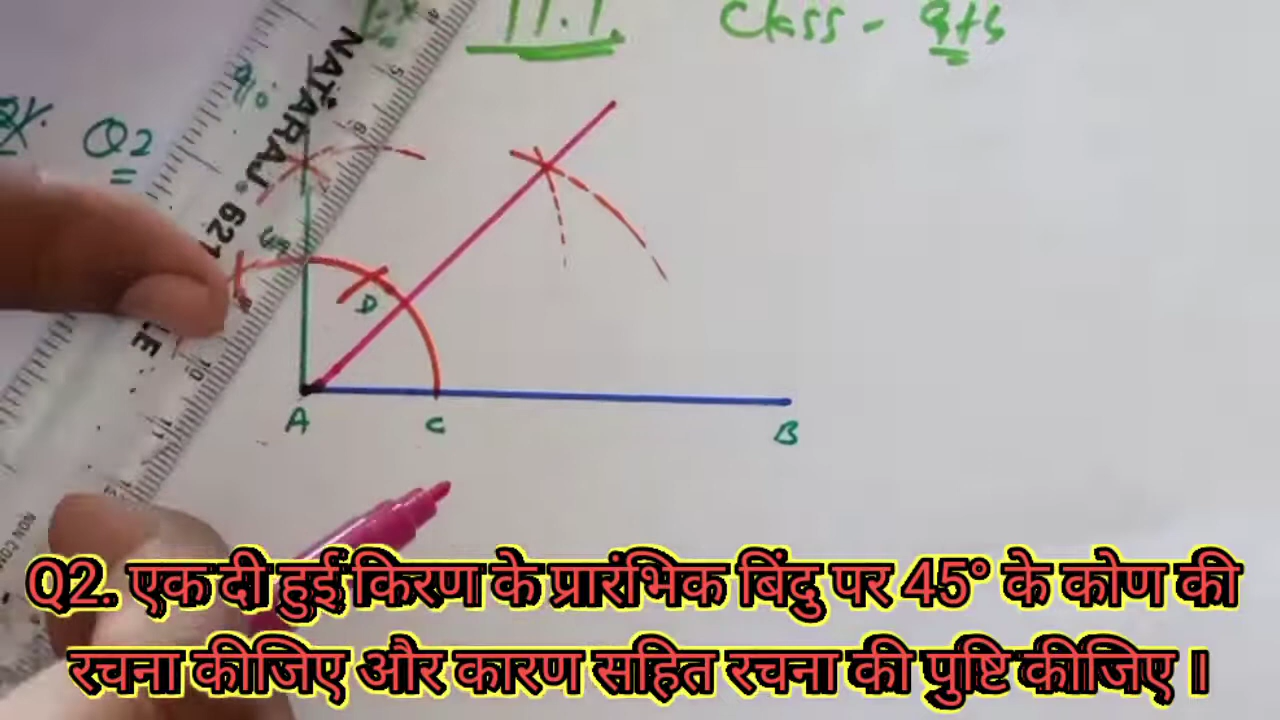 11.1 Class - 9th
Q2
NATARAJ 621
D
A C B
Q2. एक दी हुई किरण के प्रारंभिक बिंदु पर 45° के कोण की
रचना कीजिए और कारण सहित रचना की पुष्टि कीजिए ।